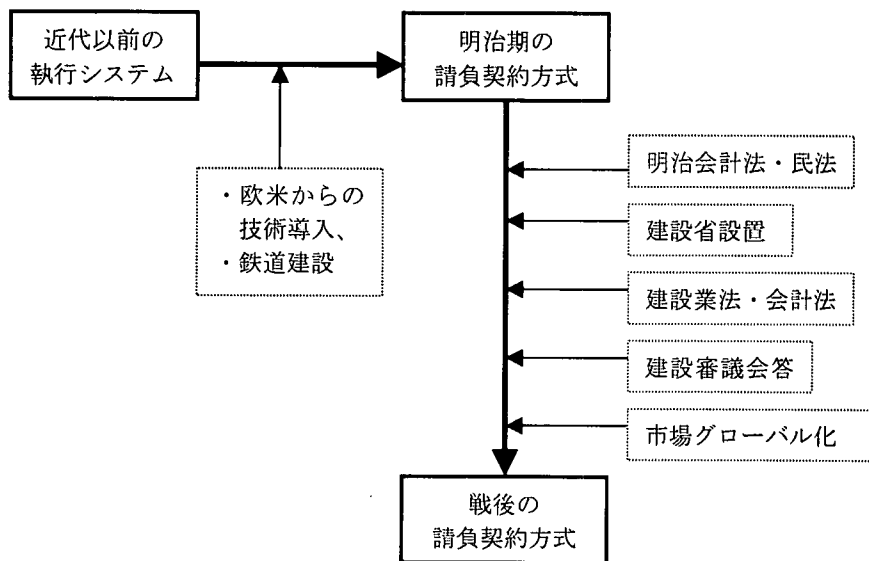 近代以前の
執行システム
明治期の
請負契約方式
・欧米からの
技術導入、
・鉄道建設
明治会計法・民法
建設省設置
建設業法・会計法
建設審議会答
市場グローバル化
戦後の
請負契約方式